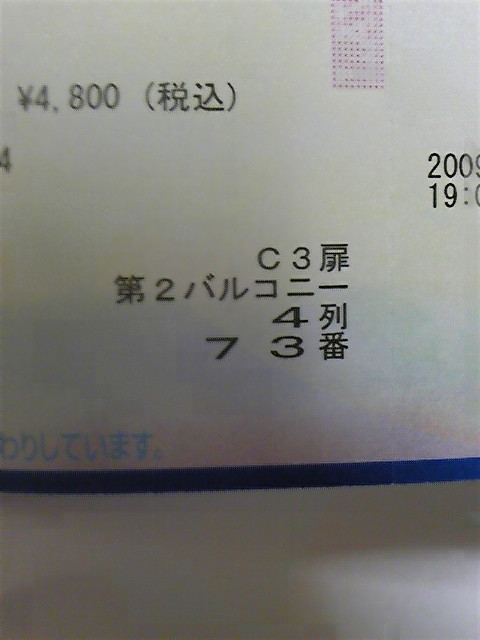 ¥4,800 (税込)
4
2009
19:0
C3扉
第2バルコニー
4列
73番
わりしています。